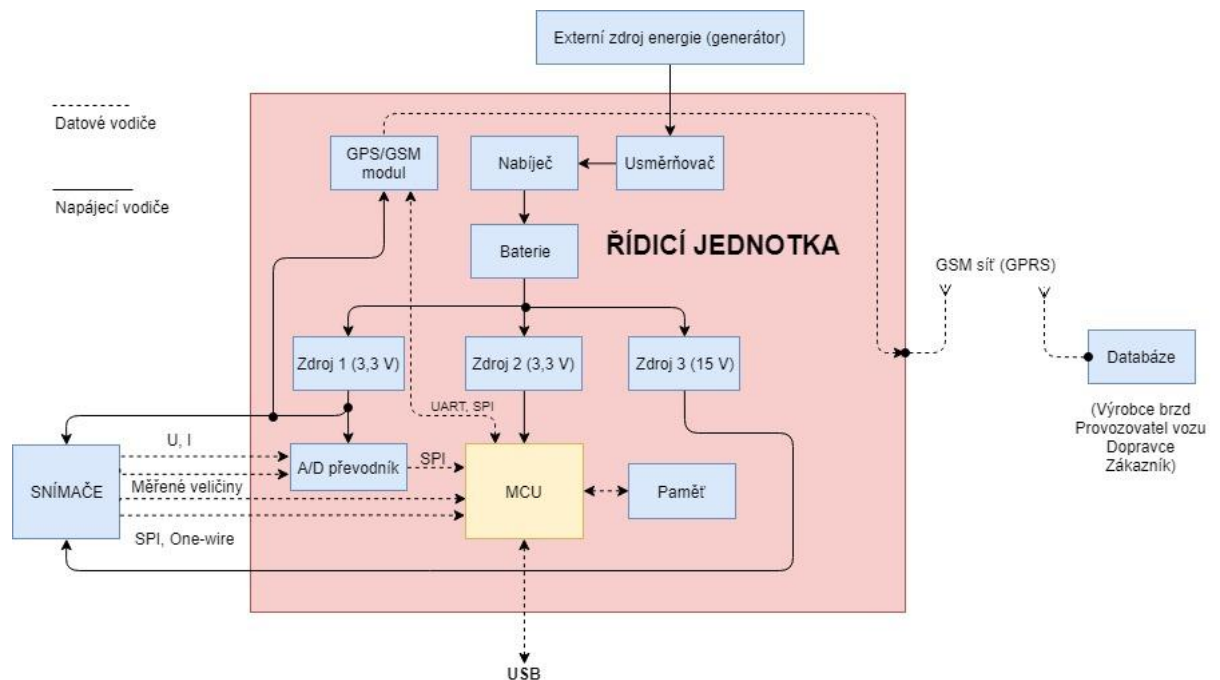 Externí zdroj energie (generátor)
Datové vodiče
Napájecí vodiče
GPS/GSM
modul
Nabíječ
Usměrňovač
Baterie
ŘÍDICÍ JEDNOTKA
GSM síť (GPRS)
Zdroj 1 (3,3 V)
Zdroj 2 (3,3 V)
Zdroj 3 (15 V)
Databáze
(Výrobce brzd
Provozovatel vozu
Dopravce
Zákazník)
UART, SPI
U, I
A/D převodník
SPI
SNÍMAČE
Měřené veličiny
MCU
Paměť
SPI, One-wire
USB